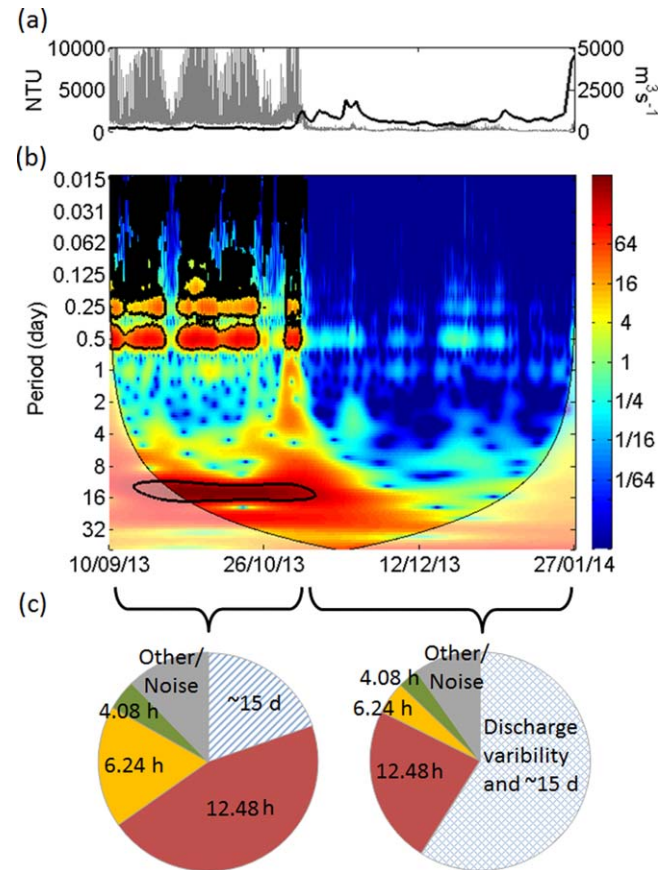 (a)
10000
5000
0
NTU
5000
2500
0
m³s⁻¹
(b)
0.015
0.031
0.062
0.125
0.25
0.5
1
2
4
8
16
32
Period (day)
64
16
4
1
1/4
1/16
1/64
10/09/13
26/10/13
12/12/13
27/01/14
(c)
Other/
Noise
~15 d
4.08 h
6.24 h
12.48 h
Other/
Noise
4.08 h
6.24 h
12.48 h
Discharge
varibility
and ~15 d